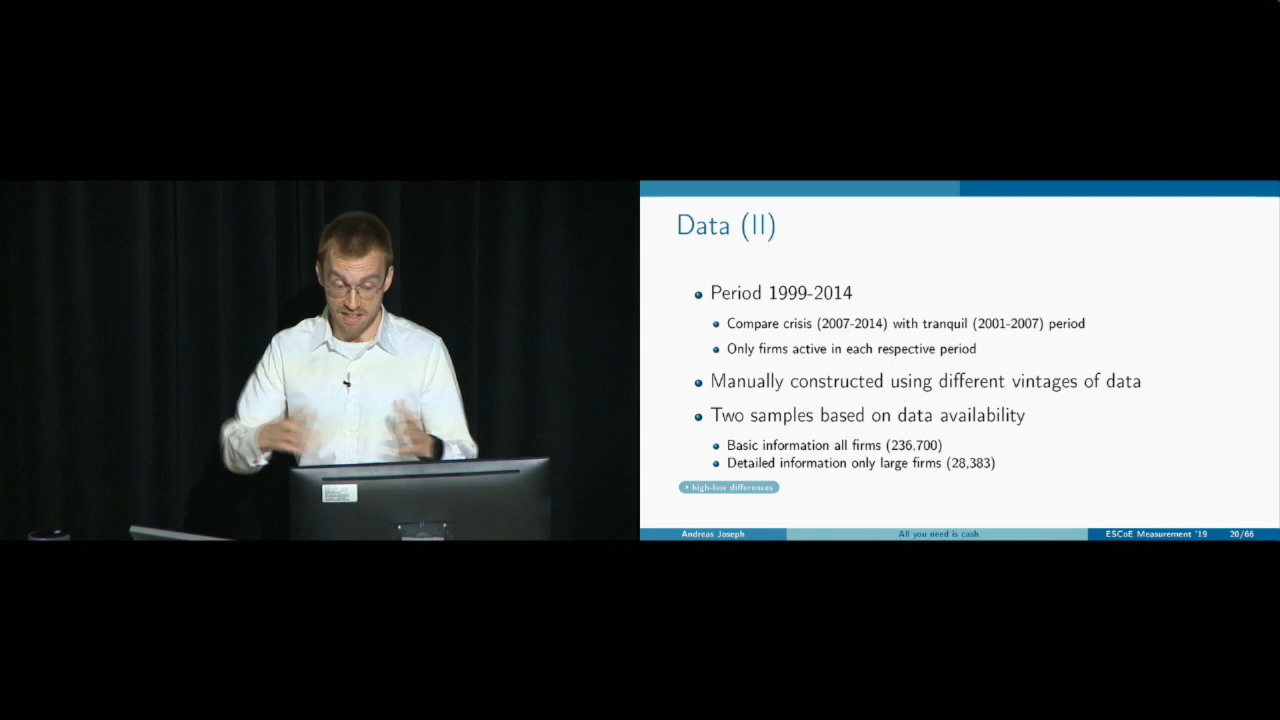 Data (II)
Period 1999-2014
Compare crisis (2007-2014) with tranquil (2001-2007) period
Only firms active in each respective period
Manually constructed using different vintages of data
Two samples based on data availability
Basic information all firms (236,700)
Detailed information only large firms (28,383)
high-low differences
Andreas Joseph
All you need is cash
ESCoE Measurement '19
20/66